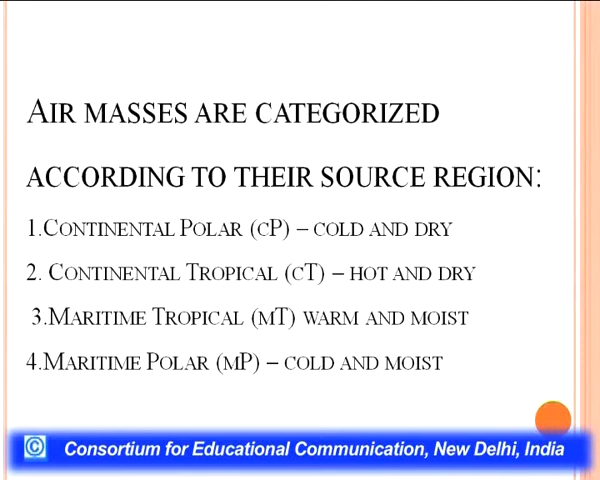 Air masses are categorized
according to their source region:
1.Continental Polar (cP) – cold and dry
2. Continental Tropical (cT) – hot and dry
3.Maritime Tropical (mT) warm and moist
4.Maritime Polar (mP) – cold and moist
© Consortium for Educational Communication, New Delhi, India